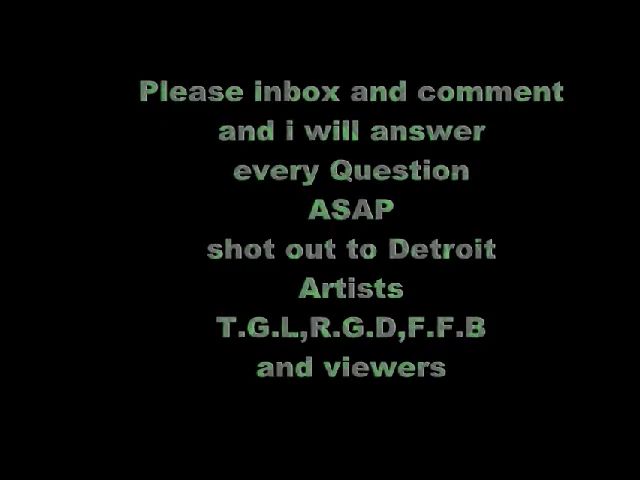 Please inbox and comment
and i will answer
every Question
ASAP
shot out to Detroit
Artists
T.G.L,R.G.D,F.F.B
and viewers